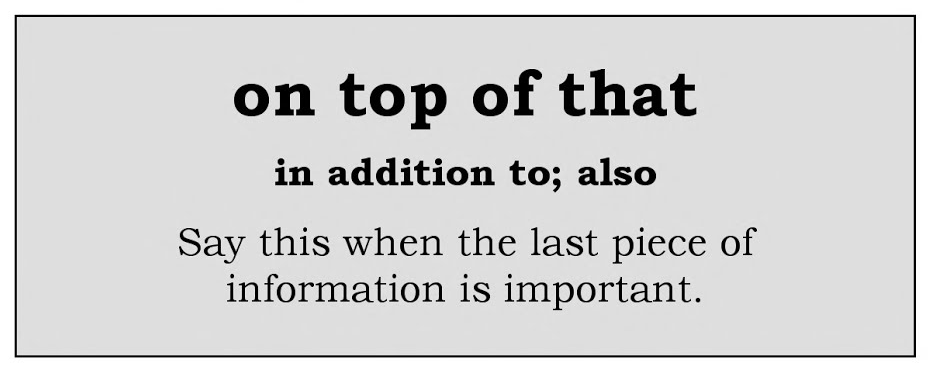 on top of that
in addition to; also
Say this when the last piece of
information is important.